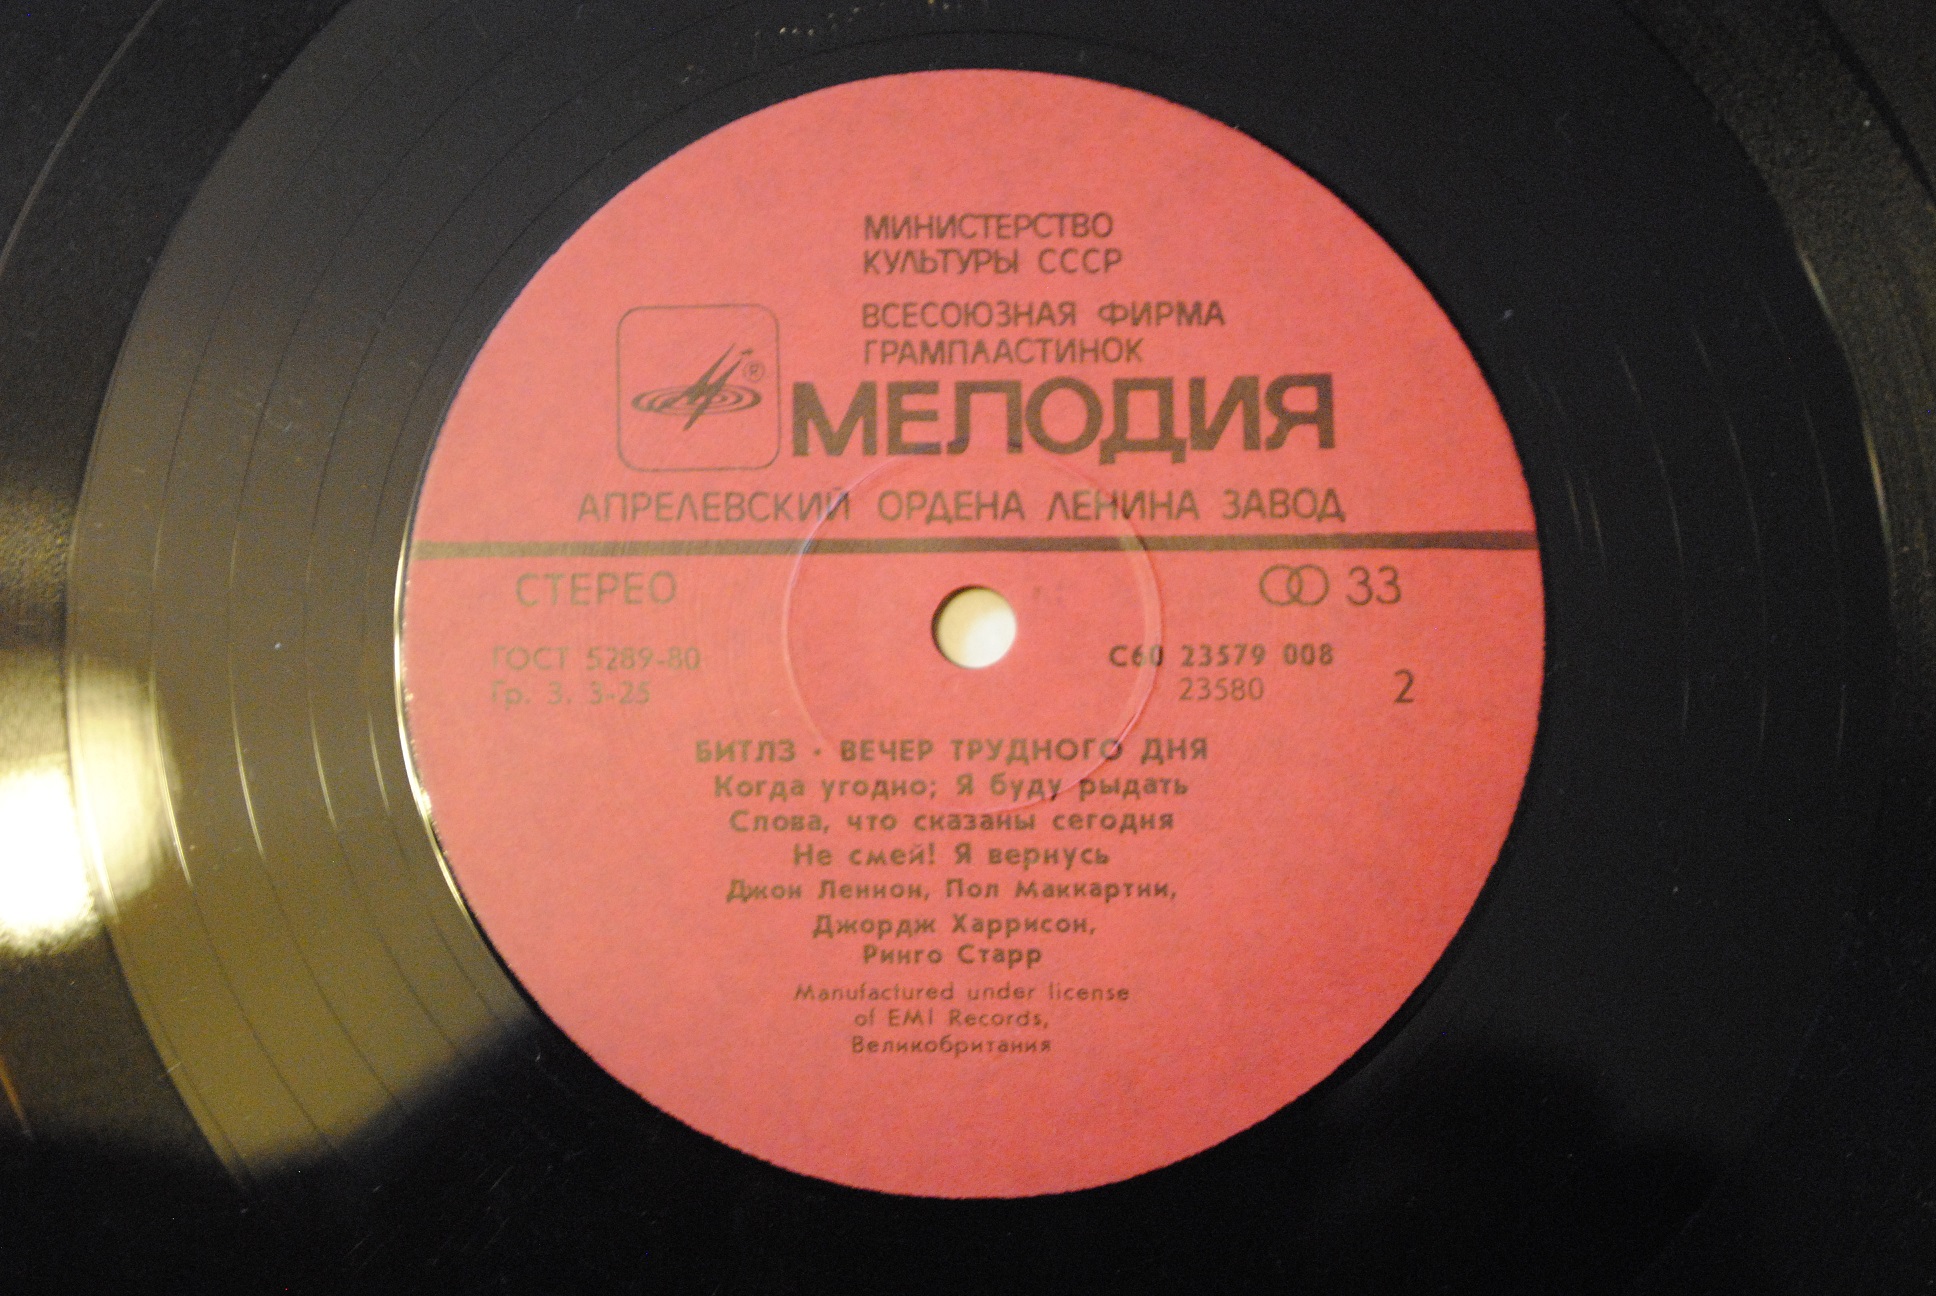 МИНИСТЕРСТВО
КУЛЬТУРЫ СССР
ВСЕСОЮЗНАЯ ФИРМА
ГРАМПЛАСТИНОК
®
МЕЛОДИЯ
АПРЕЛЕВСКИЙ ОРДЕНА ЛЕНИНА ЗАВОД
СТЕРЕО
33
ГОСТ 5289-80
Гр. 3. 3-25
С60 23579 008
23580
2
БИТЛЗ · ВЕЧЕР ТРУДНОГО ДНЯ
Когда угодно; Я буду рыдать
Слова, что сказаны сегодня
Не смей! Я вернусь
Джон Леннон, Пол Маккартни,
Джордж Харрисон,
Ринго Старр
Manufactured under license
of EMI Records,
Великобритания